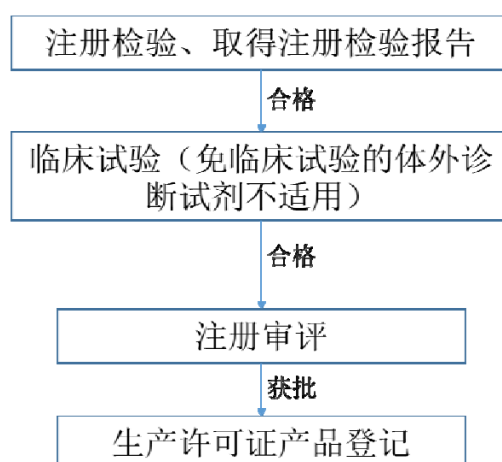 注册检验、取得注册检验报告
合格
临床试验（免临床试验的体外诊
断试剂不适用）
合格
注册审评
获批
生产许可证产品登记